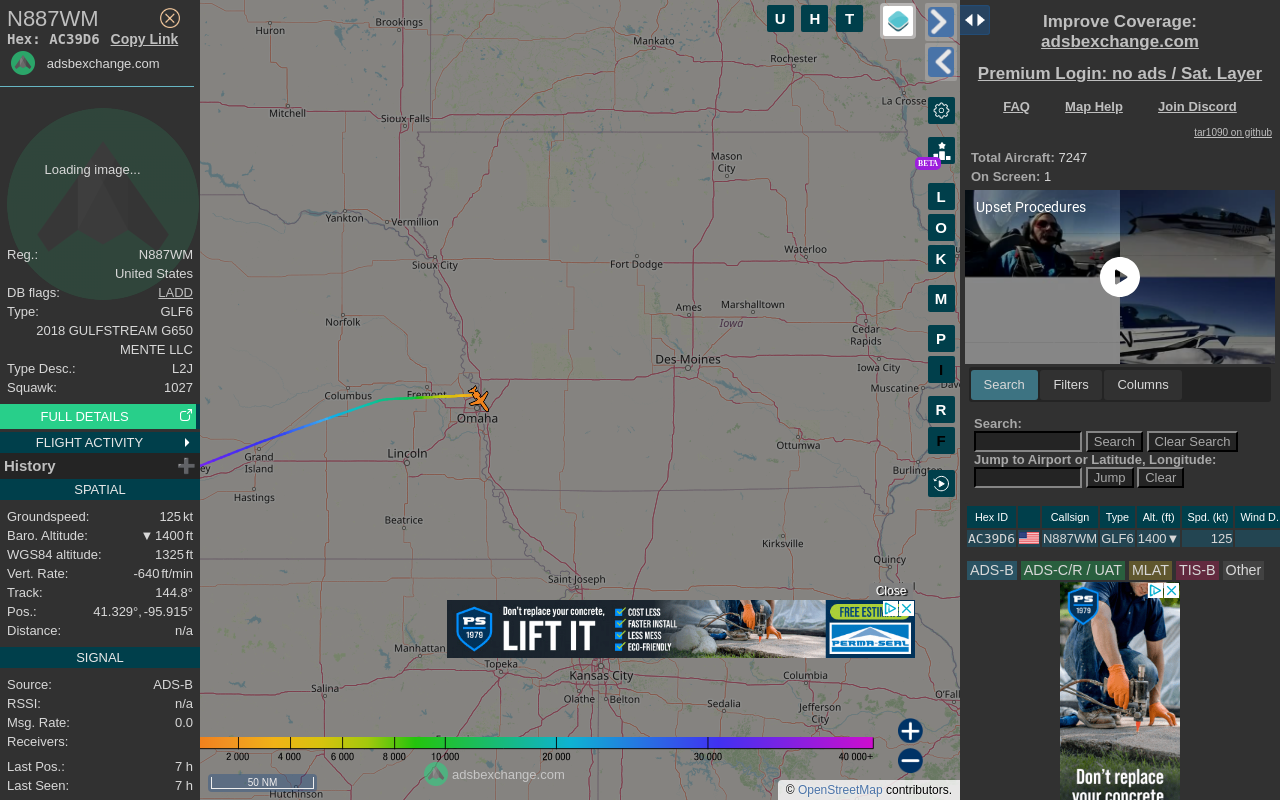 N887WM
Hex: AC39D6 Copy Link
adsbexchange.com
Loading image...
Reg.: N887WM
United States
DB flags: LADD
Type: GLF6
2018 GULFSTREAM G650
MENTE LLC
Type Desc.: L2J
Squawk: 1027
FULL DETAILS
FLIGHT ACTIVITY
History
SPATIAL
Groundspeed: 125 kt
Baro. Altitude: ▼ 1400 ft
WGS84 altitude: 1325 ft
Vert. Rate: -640 ft/min
Track: 144.8°
Pos.: 41.329°, -95.915°
Distance: n/a
SIGNAL
Source: ADS-B
RSSI: n/a
Msg. Rate: 0.0
Receivers:
Last Pos.: 7 h
Last Seen: 7 h
Huron
Brookings
Mankato
Rochester
La Crosse
Mitchell
Sioux Falls
Mason
City
Yankton
Vermillion
Sioux City
Fort Dodge
Waterloo
Ames
Marshalltown
Iowa
Norfolk
Cedar
Rapids
Des Moines
Iowa City
Muscatine
Dave
Columbus
Fremont
Omaha
Lincoln
Grand
Island
Hastings
ey
Ottumwa
Burlington
Beatrice
Kirksville
Quincy
Saint Joseph
Manhattan
Topeka
Kansas City
Columbia
Salina
Olathe
Belton
Sedalia
Jefferson
City
O'Fall
Hutchinson
U H T
BETA
L
O
K
M
P
I
R
F
Close
PS
1979
Don't replace your concrete,
LIFT IT
COST LESS
FASTER INSTALL
LESS MESS
ECO-FRIENDLY
FREE ESTIM
PERMA-SEAL
2 000 4 000 6 000 8 000 10 000 20 000 30 000 40 000+
adsbexchange.com
50 NM
© OpenStreetMap contributors.
Improve Coverage:
adsbexchange.com
Premium Login: no ads / Sat. Layer
FAQ Map Help Join Discord
tar1090 on github
Total Aircraft: 7247
On Screen: 1
Upset Procedures
Search Filters Columns
Search:
Search Clear Search
Jump to Airport or Latitude, Longitude:
Jump Clear
Hex ID Callsign Type Alt. (ft) Spd. (kt) Wind D.
AC39D6 N887WM GLF6 1400▼ 125
ADS-B ADS-C/R / UAT MLAT TIS-B Other
PS
1979
Don't replace
your concrete